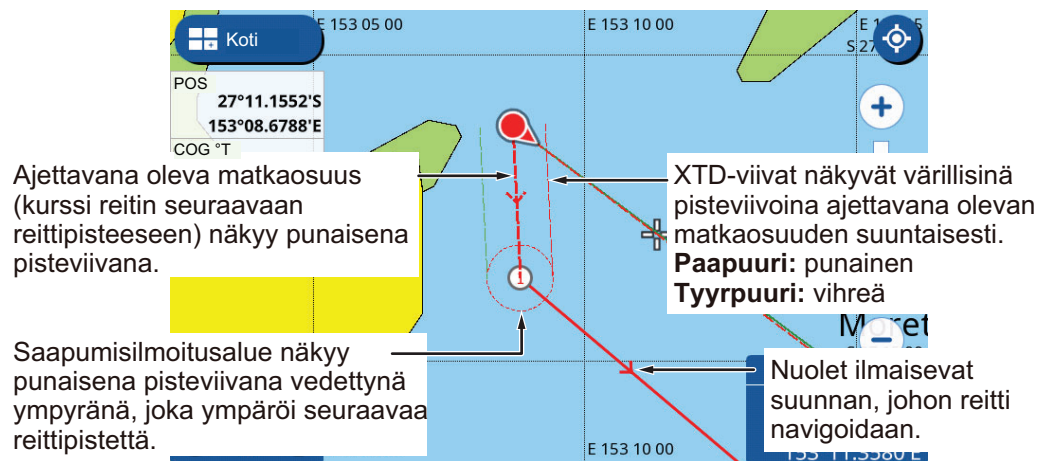 Koti
E 153 05 00
E 153 10 00
POS
27°11.1552'S
153°08.6788'E
COG °T
Ajettavana oleva matkaosuus
(kurssi reitin seuraavaan
reittipisteeseen) näkyy punaisena
pisteviivana.
XTD-viivat näkyvät värillisinä
pisteviivoina ajettavana olevan
matkaosuuden suuntaisesti.
Paapuuri: punainen
Tyyrpuuri: vihreä
1
Saapumisilmoitusalue näkyy
punaisena pisteviivana vedettynä
ympyränä, joka ympäröi seuraavaa
reittipistettä.
Nuolet ilmaisevat
suunnan, johon reitti
navigoidaan.
E 153 10 00